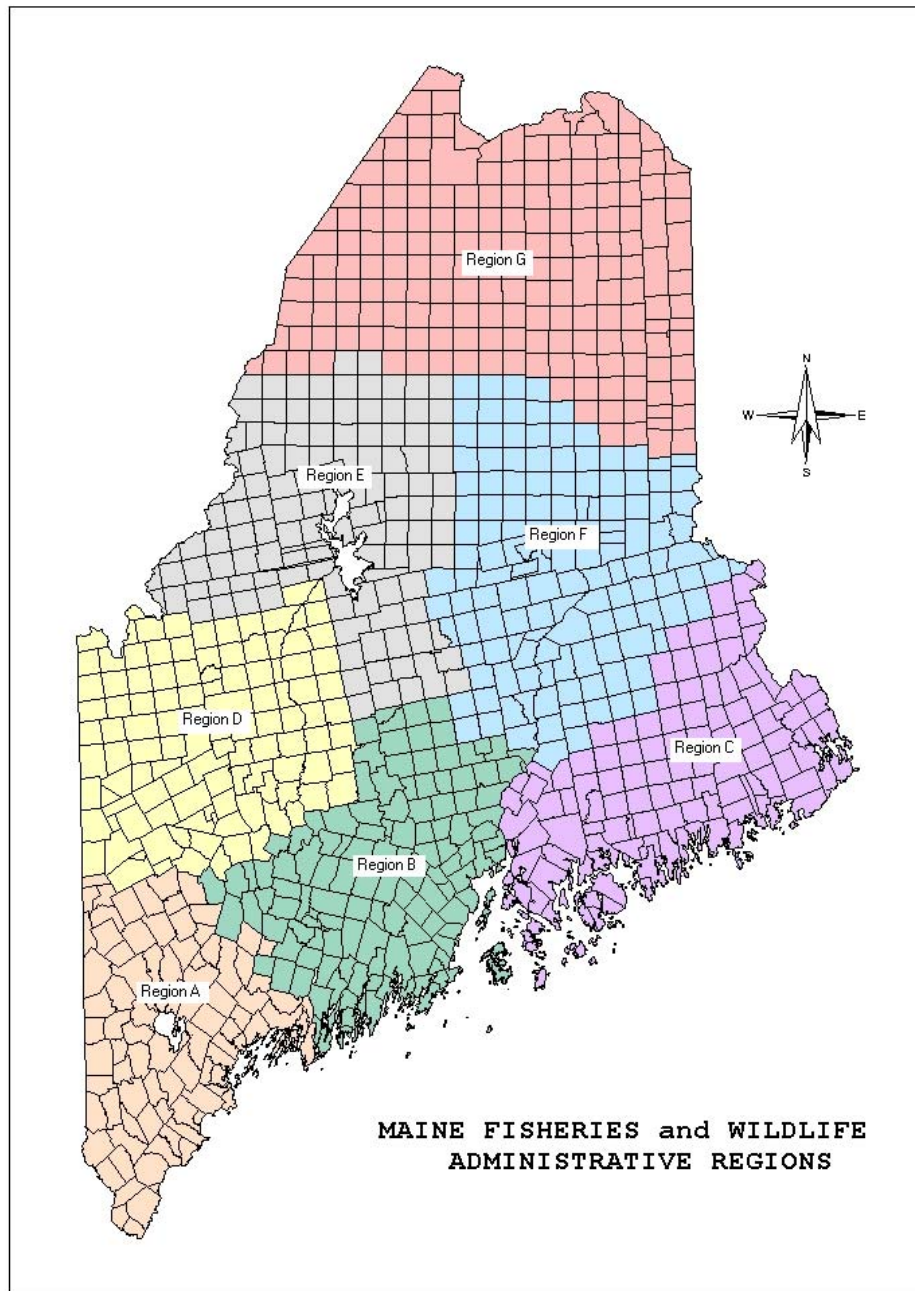 Region G
N
W E
S
Region E
Region F
Region D
Region C
Region B
Region A
MAINE FISHERIES and WILDLIFE
ADMINISTRATIVE REGIONS